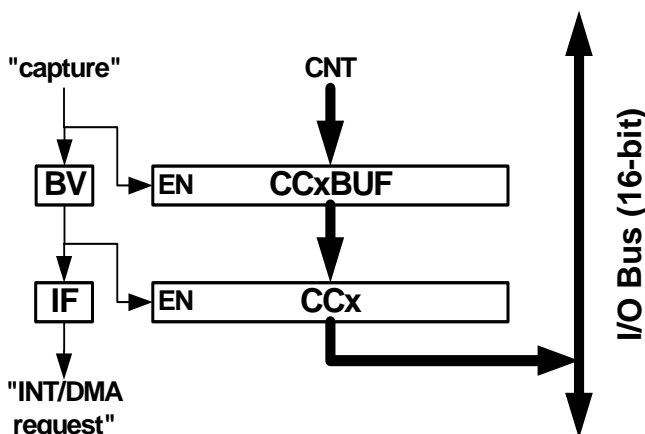 "capture"
CNT
BV
EN
CCxBUF
IF
EN
CCx
"INT/DMA
request"
I/O Bus (16-bit)